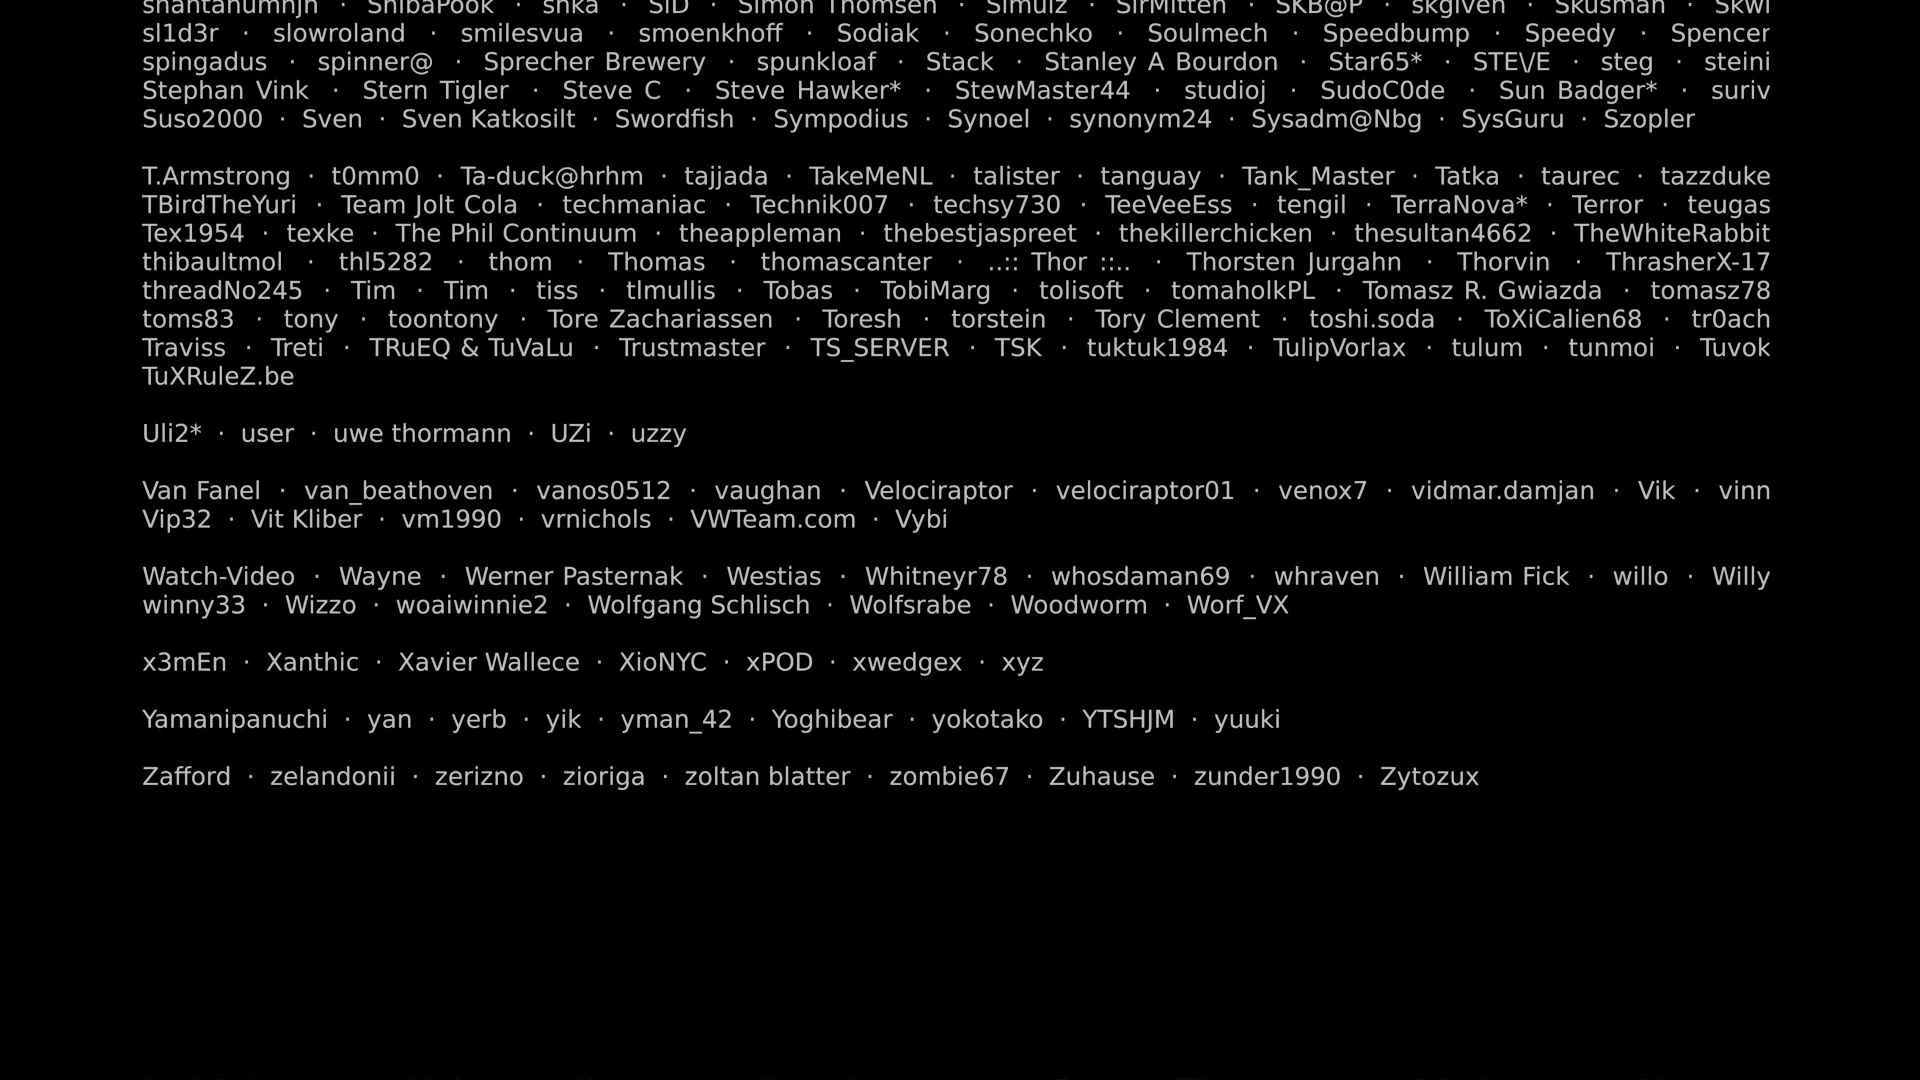 shantanumnjh · ShibaPook · shka · SID · Simon Thomsen · Simulz · SirMitten · SKB@P · skgiven · Skusman · Skwi
sl1d3r · slowroland · smilesvua · smoenkhoff · Sodiak · Sonechko · Soulmech · Speedbump · Speedy · Spencer
spingadus · spinner@ · Sprecher Brewery · spunkloaf · Stack · Stanley A Bourdon · Star65* · STE\/E · steg · steini
Stephan Vink · Stern Tigler · Steve C · Steve Hawker* · StewMaster44 · studioj · SudoC0de · Sun Badger* · suriv
Suso2000 · Sven · Sven Katkosilt · Swordfish · Sympodius · Synoel · synonym24 · Sysadm@Nbg · SysGuru · Szopler
T.Armstrong · t0mm0 · Ta-duck@hrhm · tajjada · TakeMeNL · talister · tanguay · Tank_Master · Tatka · taurec · tazzduke
TBirdTheYuri · Team Jolt Cola · techmaniac · Technik007 · techsy730 · TeeVeeEss · tengil · TerraNova* · Terror · teugas
Tex1954 · texke · The Phil Continuum · theappleman · thebestjaspreet · thekillerchicken · thesultan4662 · TheWhiteRabbit
thibaultmol · thl5282 · thom · Thomas · thomascanter · ..:: Thor ::.. · Thorsten Jurgahn · Thorvin · ThrasherX-17
threadNo245 · Tim · Tim · tiss · tlmullis · Tobas · TobiMarg · tolisoft · tomaholkPL · Tomasz R. Gwiazda · tomasz78
toms83 · tony · toontony · Tore Zachariassen · Toresh · torstein · Tory Clement · toshi.soda · ToXiCalien68 · tr0ach
Traviss · Treti · TRuEQ & TuVaLu · Trustmaster · TS_SERVER · TSK · tuktuk1984 · TulipVorlax · tulum · tunmoi · Tuvok
TuXRuleZ.be
Uli2* · user · uwe thormann · UZi · uzzy
Van Fanel · van_beathoven · vanos0512 · vaughan · Velociraptor · velociraptor01 · venox7 · vidmar.damjan · Vik · vinn
Vip32 · Vit Kliber · vm1990 · vrnichols · VWTeam.com · Vybi
Watch-Video · Wayne · Werner Pasternak · Westias · Whitneyr78 · whosdaman69 · whraven · William Fick · willo · Willy
winny33 · Wizzo · woaiwinnie2 · Wolfgang Schlisch · Wolfsrabe · Woodworm · Worf_VX
x3mEn · Xanthic · Xavier Wallece · XioNYC · xPOD · xwedgex · xyz
Yamanipanuchi · yan · yerb · yik · yman_42 · Yoghibear · yokotako · YTSHJM · yuuki
Zafford · zelandonii · zerizno · zioriga · zoltan blatter · zombie67 · Zuhause · zunder1990 · Zytozux